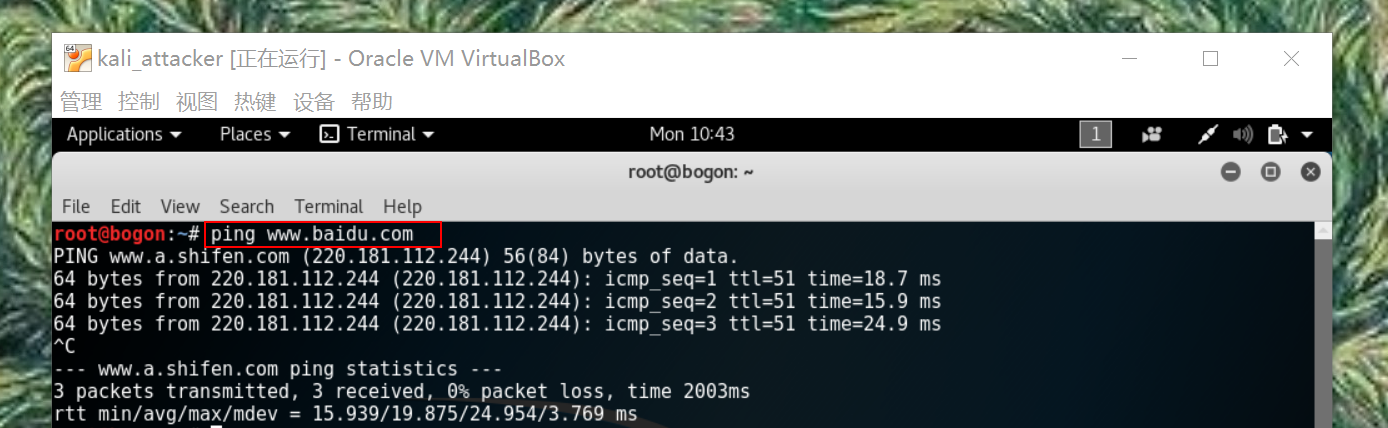 64 kali_attacker [正在运行] - Oracle VM VirtualBox
管理 控制 视图 热键 设备 帮助
Applications Places Terminal Mon 10:43 1
root@bogon: ~
File Edit View Search Terminal Help
root@bogon:~# ping www.baidu.com
PING www.a.shifen.com (220.181.112.244) 56(84) bytes of data.
64 bytes from 220.181.112.244 (220.181.112.244): icmp_seq=1 ttl=51 time=18.7 ms
64 bytes from 220.181.112.244 (220.181.112.244): icmp_seq=2 ttl=51 time=15.9 ms
64 bytes from 220.181.112.244 (220.181.112.244): icmp_seq=3 ttl=51 time=24.9 ms
^C
--- www.a.shifen.com ping statistics ---
3 packets transmitted, 3 received, 0% packet loss, time 2003ms
rtt min/avg/max/mdev = 15.939/19.875/24.954/3.769 ms